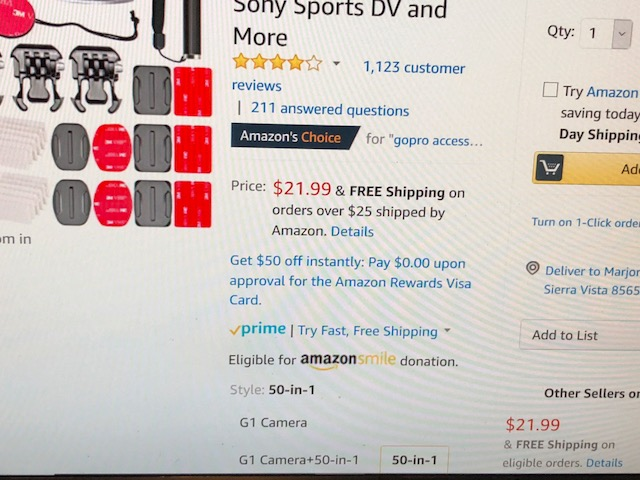 Sony Sports DV and
More
1,123 customer
reviews
| 211 answered questions
Amazon's Choice for "gopro access...
Price: $21.99 & FREE Shipping on
orders over $25 shipped by
Amazon. Details
Get $50 off instantly: Pay $0.00 upon
approval for the Amazon Rewards Visa
Card.
prime | Try Fast, Free Shipping
Eligible for amazonsmile donation.
Style: 50-in-1
G1 Camera
G1 Camera+50-in-1 50-in-1
om in
Qty: 1
Try Amazon
saving today
Day Shipping
Add
Turn on 1-Click order
Deliver to Marjor
Sierra Vista 8565
Add to List
Other Sellers on
$21.99
& FREE Shipping on
eligible orders. Details